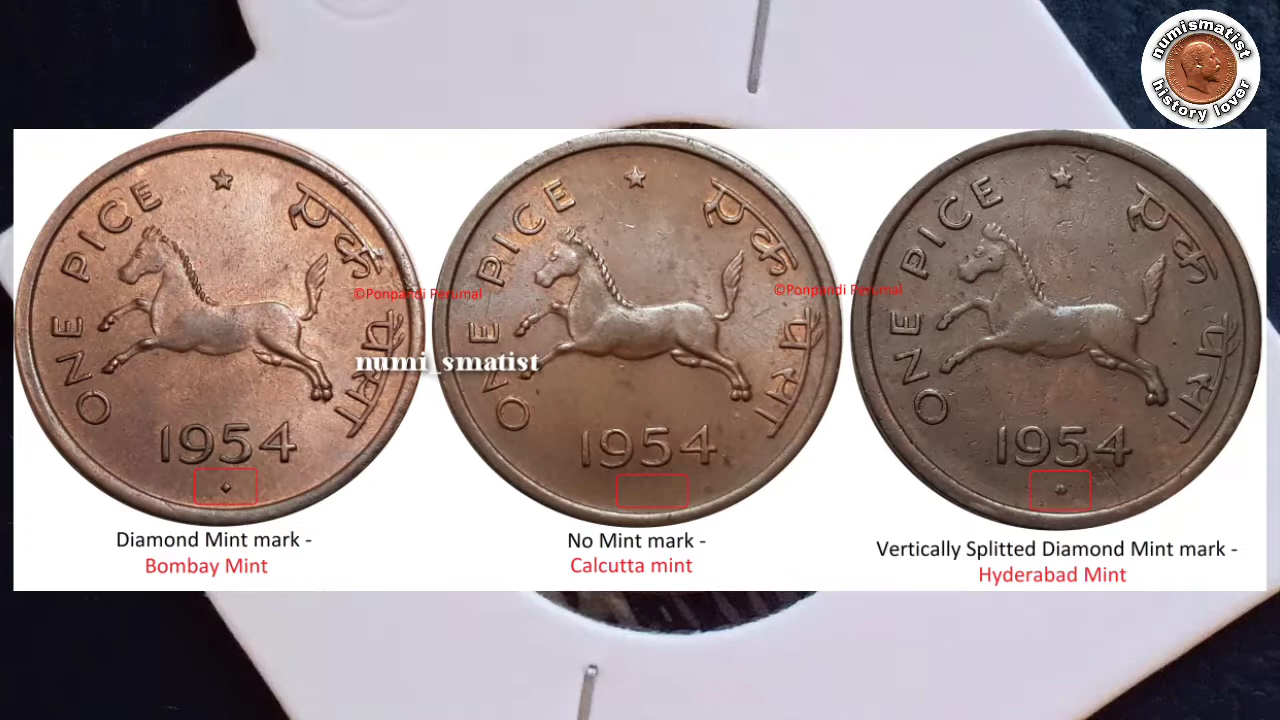 numismatist
history lover
ONE PICE
एक पैसा
1954
ONE PICE
एक पैसा
1954
ONE PICE
एक पैसा
1954
©Ponpandi Perumal
©Ponpandi Perumal
numi_smatist
Diamond Mint mark -
Bombay Mint
No Mint mark -
Calcutta mint
Vertically Splitted Diamond Mint mark -
Hyderabad Mint